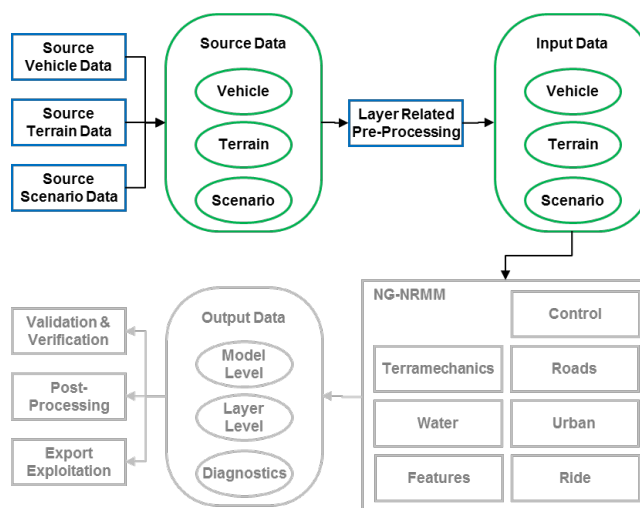 Source
Vehicle Data
Source
Terrain Data
Source
Scenario Data
Source Data
Vehicle
Terrain
Scenario
Layer Related
Pre-Processing
Input Data
Vehicle
Terrain
Scenario
NG-NRMM
Control
Terramechanics
Roads
Water
Urban
Features
Ride
Output Data
Model
Level
Layer
Level
Diagnostics
Validation &
Verification
Post-
Processing
Export
Exploitation